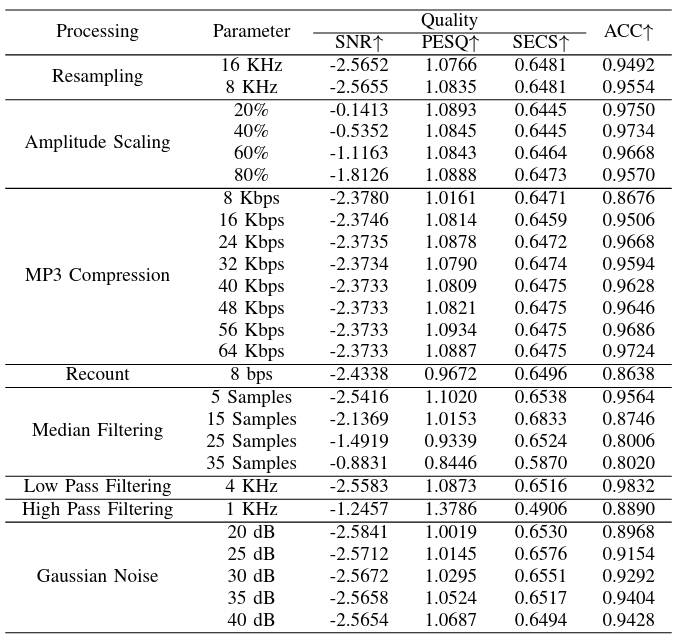 Processing Parameter Quality ACC↑
SNR↑ PESQ↑ SECS↑
Resampling 16 KHz -2.5652 1.0766 0.6481 0.9492
8 KHz -2.5655 1.0835 0.6481 0.9554
Amplitude Scaling 20% -0.1413 1.0893 0.6445 0.9750
40% -0.5352 1.0845 0.6445 0.9734
60% -1.1163 1.0843 0.6464 0.9668
80% -1.8126 1.0888 0.6473 0.9570
MP3 Compression 8 Kbps -2.3780 1.0161 0.6471 0.8676
16 Kbps -2.3746 1.0814 0.6459 0.9506
24 Kbps -2.3735 1.0878 0.6472 0.9668
32 Kbps -2.3734 1.0790 0.6474 0.9594
40 Kbps -2.3733 1.0809 0.6475 0.9628
48 Kbps -2.3733 1.0821 0.6475 0.9646
56 Kbps -2.3733 1.0934 0.6475 0.9686
64 Kbps -2.3733 1.0887 0.6475 0.9724
Recount 8 bps -2.4338 0.9672 0.6496 0.8638
Median Filtering 5 Samples -2.5416 1.1020 0.6538 0.9564
15 Samples -2.1369 1.0153 0.6833 0.8746
25 Samples -1.4919 0.9339 0.6524 0.8006
35 Samples -0.8831 0.8446 0.5870 0.8020
Low Pass Filtering 4 KHz -2.5583 1.0873 0.6516 0.9832
High Pass Filtering 1 KHz -1.2457 1.3786 0.4906 0.8890
Gaussian Noise 20 dB -2.5841 1.0019 0.6530 0.8968
25 dB -2.5712 1.0145 0.6576 0.9154
30 dB -2.5672 1.0295 0.6551 0.9292
35 dB -2.5658 1.0524 0.6517 0.9404
40 dB -2.5654 1.0687 0.6494 0.9428